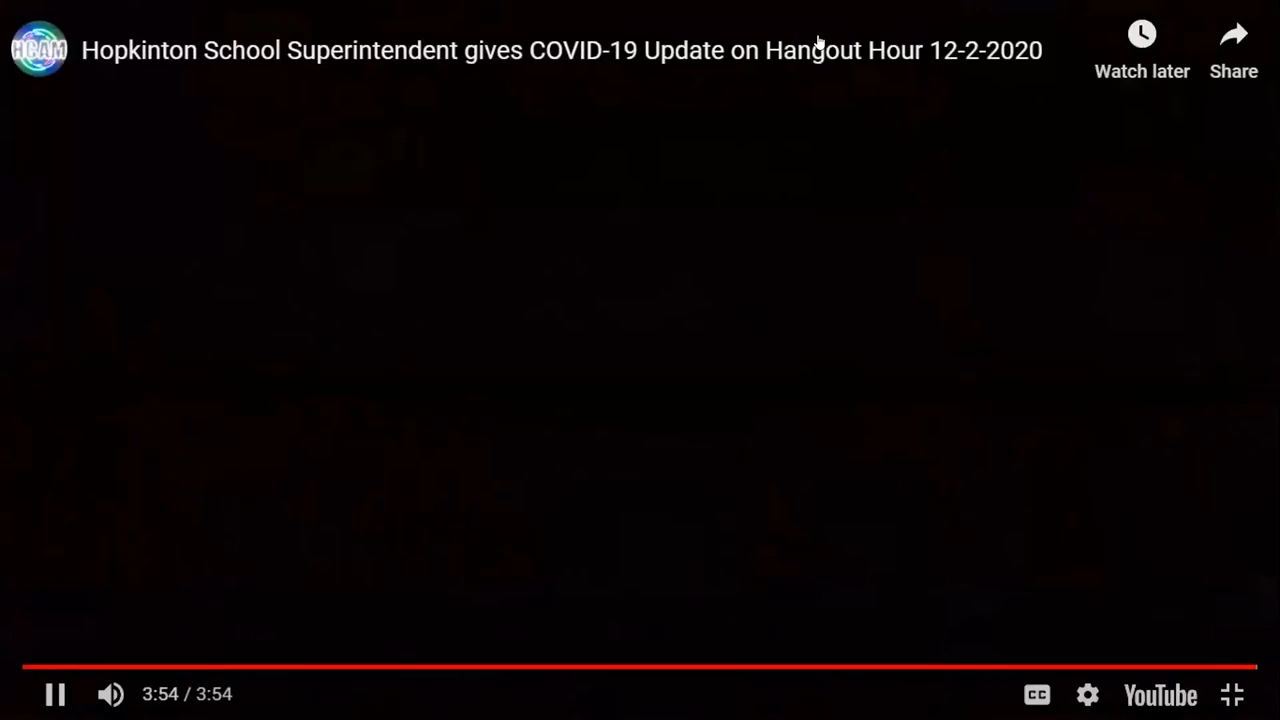 HCAM
Hopkinton School Superintendent gives COVID-19 Update on Hangout Hour 12-2-2020
Watch later
Share
3:54 / 3:54
CC
YouTube